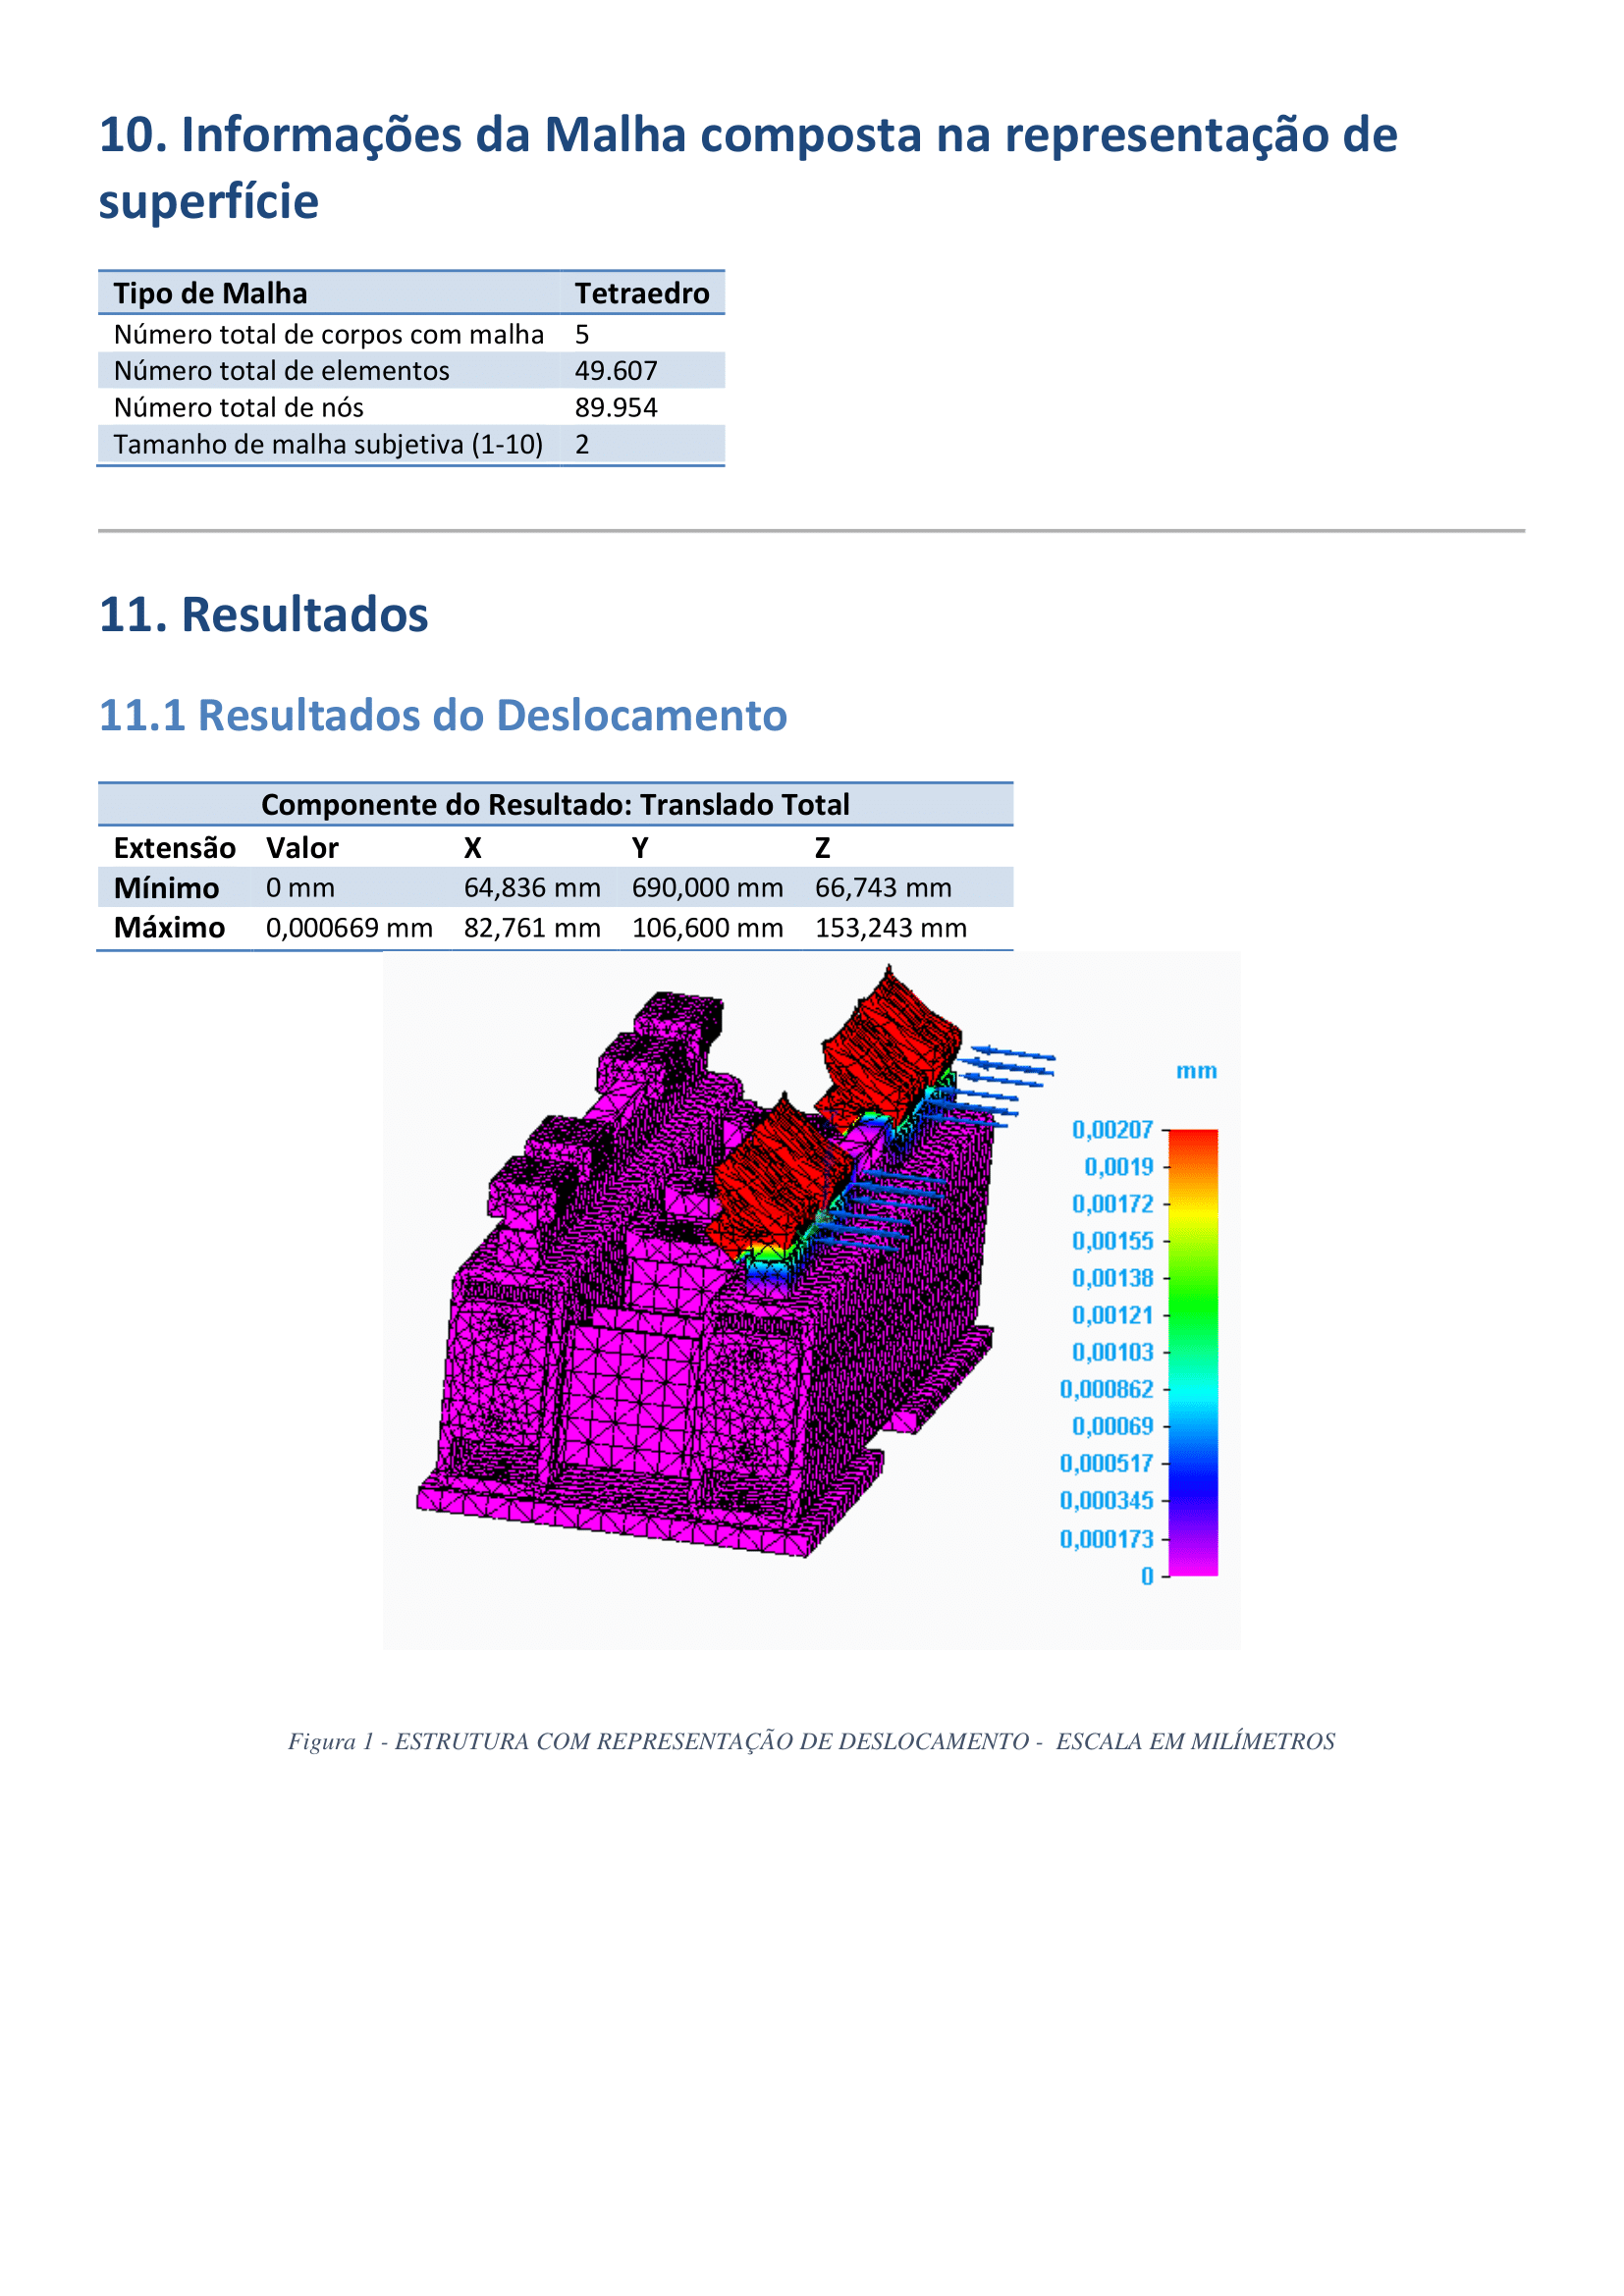 10. Informações da Malha composta na representação de
superfície
Tipo de Malha Tetraedro
Número total de corpos com malha 5
Número total de elementos 49.607
Número total de nós 89.954
Tamanho de malha subjetiva (1-10) 2
11. Resultados
11.1 Resultados do Deslocamento
Componente do Resultado: Translado Total
Extensão Valor X Y Z
Mínimo 0 mm 64,836 mm 690,000 mm 66,743 mm
Máximo 0,000669 mm 82,761 mm 106,600 mm 153,243 mm
mm
0,00207
0,0019
0,00172
0,00155
0,00138
0,00121
0,00103
0,000862
0,00069
0,000517
0,000345
0,000173
0
Figura 1 - ESTRUTURA COM REPRESENTAÇÃO DE DESLOCAMENTO - ESCALA EM MILÍMETROS